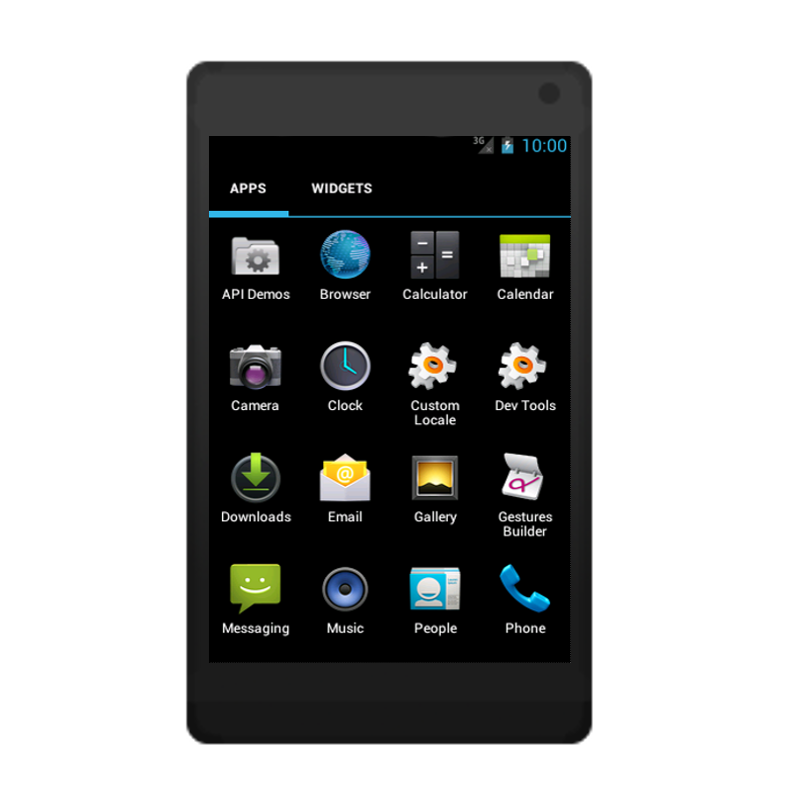 3G 10:00
APPS WIDGETS
API Demos Browser Calculator Calendar
Camera Clock Custom Locale Dev Tools
Downloads Email Gallery Gestures Builder
@
Messaging Music People Phone